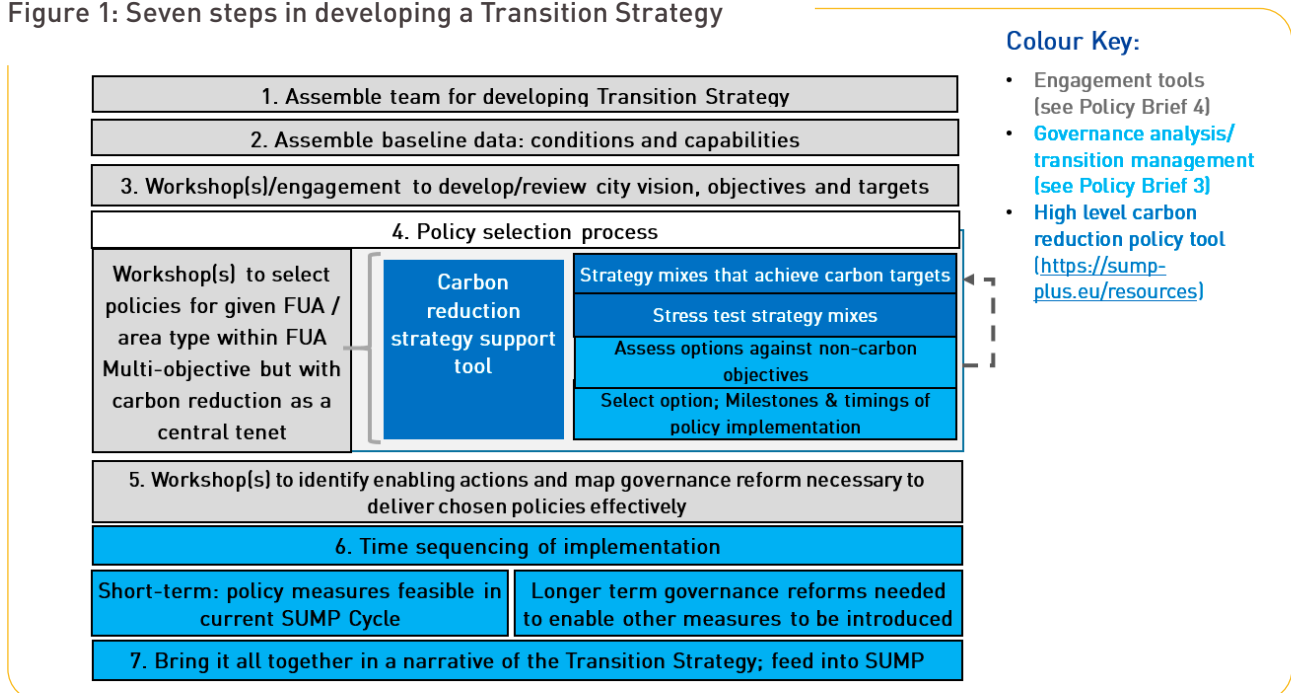 Figure 1: Seven steps in developing a Transition Strategy
Colour Key:
• Engagement tools
(see Policy Brief 4)
• Governance analysis/
transition management
(see Policy Brief 3)
• High level carbon
reduction policy tool
(https://sump-
plus.eu/resources)
1. Assemble team for developing Transition Strategy
2. Assemble baseline data: conditions and capabilities
3. Workshop(s)/engagement to develop/review city vision, objectives and targets
4. Policy selection process
Workshop(s) to select
policies for given FUA /
area type within FUA
Multi-objective but with
carbon reduction as a
central tenet
Carbon
reduction
strategy support
tool
Strategy mixes that achieve carbon targets
Stress test strategy mixes
Assess options against non-carbon
objectives
Select option; Milestones & timings of
policy implementation
5. Workshop(s) to identify enabling actions and map governance reform necessary to
deliver chosen policies effectively
6. Time sequencing of implementation
Short-term: policy measures feasible in
current SUMP Cycle
Longer term governance reforms needed
to enable other measures to be introduced
7. Bring it all together in a narrative of the Transition Strategy; feed into SUMP